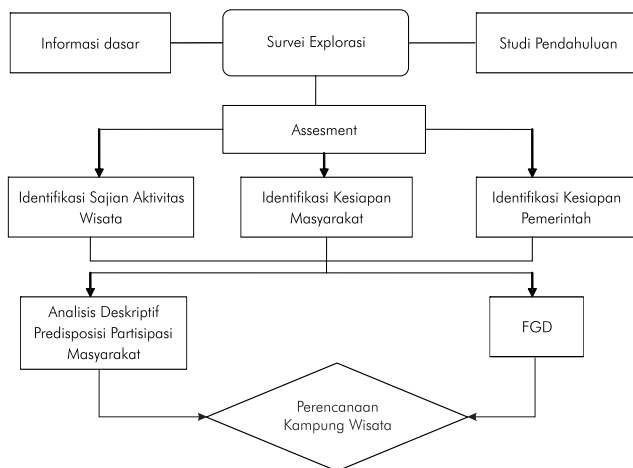 Informasi dasar
Survei Explorasi
Studi Pendahuluan
Assesment
Identifikasi Sajian Aktivitas
Wisata
Identifikasi Kesiapan
Masyarakat
Identifikasi Kesiapan
Pemerintah
Analisis Deskriptif
Predisposisi Partisipasi
Masyarakat
FGD
Perencanaan
Kampung Wisata